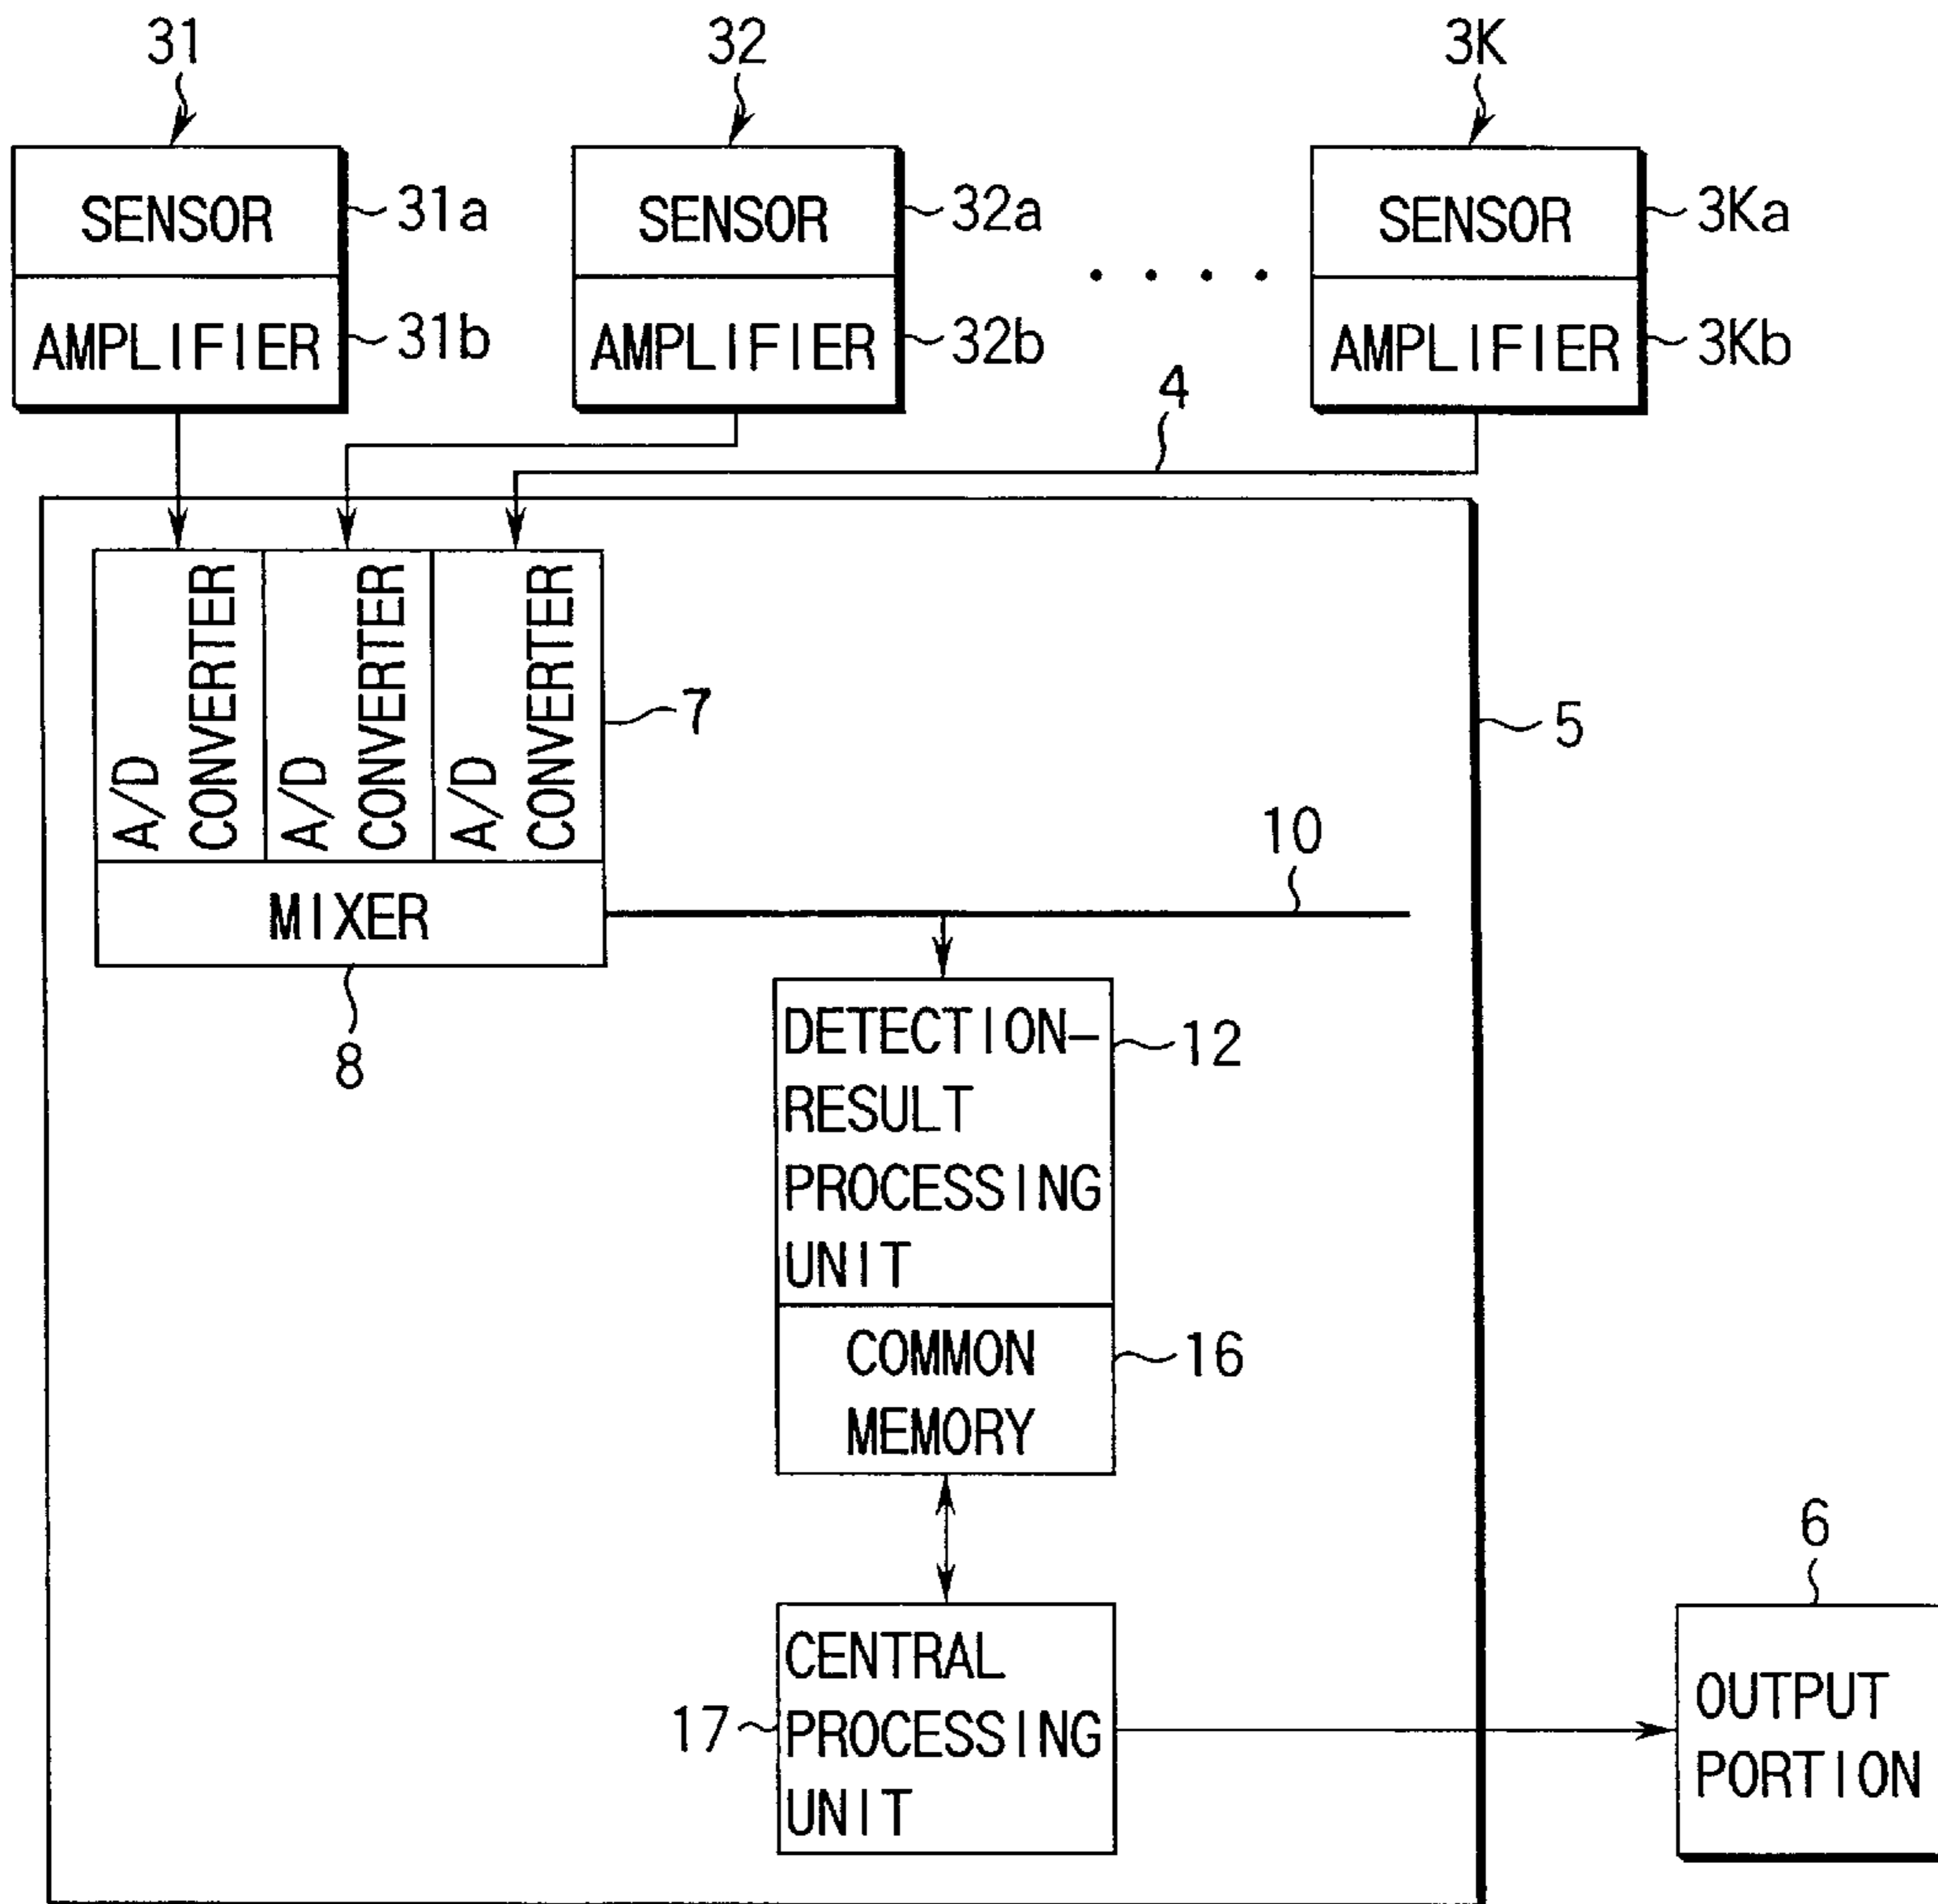 31
32
3K
SENSOR
31a
SENSOR
32a
SENSOR
3Ka
AMPLIFIER
31b
AMPLIFIER
32b
. . . .
AMPLIFIER
3Kb
4
A/D
CONVERTER
A/D
CONVERTER
A/D
CONVERTER
7
5
MIXER
10
8
DETECTION-
RESULT
PROCESSING
UNIT
12
COMMON
MEMORY
16
CENTRAL
PROCESSING
UNIT
17
6
OUTPUT
PORTION